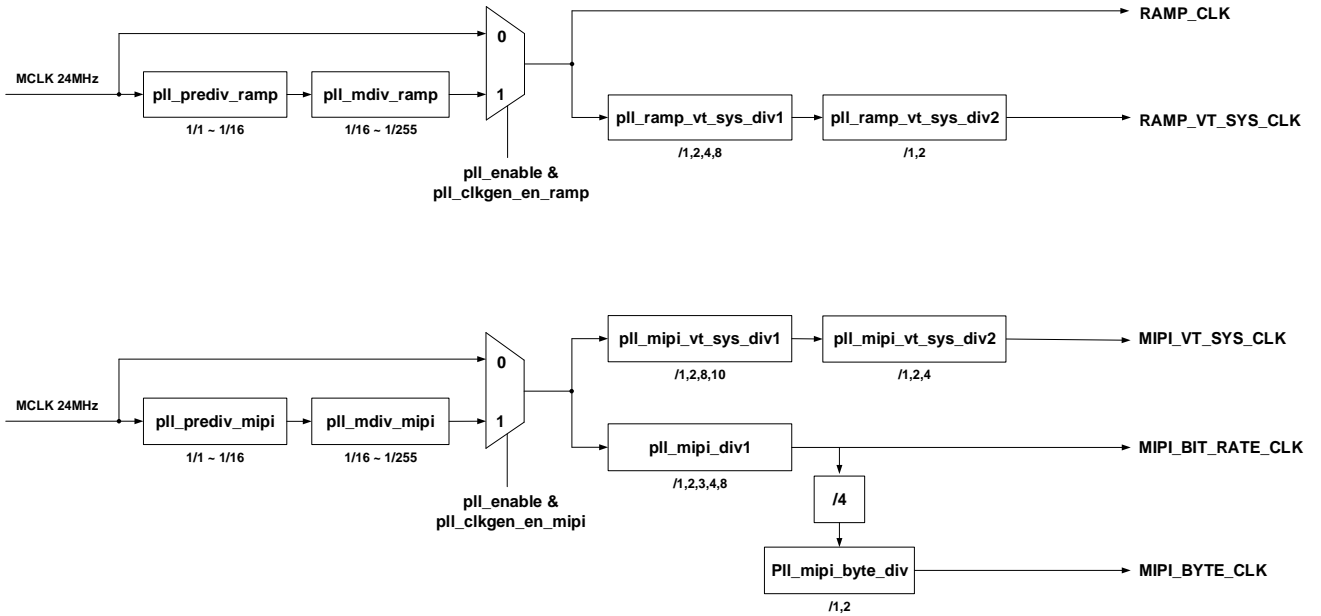 RAMP_CLK
0
MCLK 24MHz
pll_prediv_ramp
pll_mdiv_ramp
1
1/1 ~ 1/16
1/16 ~ 1/255
pll_ramp_vt_sys_div1
pll_ramp_vt_sys_div2
RAMP_VT_SYS_CLK
/1,2,4,8
/1,2
pll_enable &
pll_clkgen_en_ramp
pll_mipi_vt_sys_div1
pll_mipi_vt_sys_div2
MIPI_VT_SYS_CLK
/1,2,8,10
/1,2,4
0
MCLK 24MHz
pll_prediv_mipi
pll_mdiv_mipi
1
1/1 ~ 1/16
1/16 ~ 1/255
pll_mipi_div1
MIPI_BIT_RATE_CLK
/1,2,3,4,8
pll_enable &
pll_clkgen_en_mipi
/4
Pll_mipi_byte_div
MIPI_BYTE_CLK
/1,2